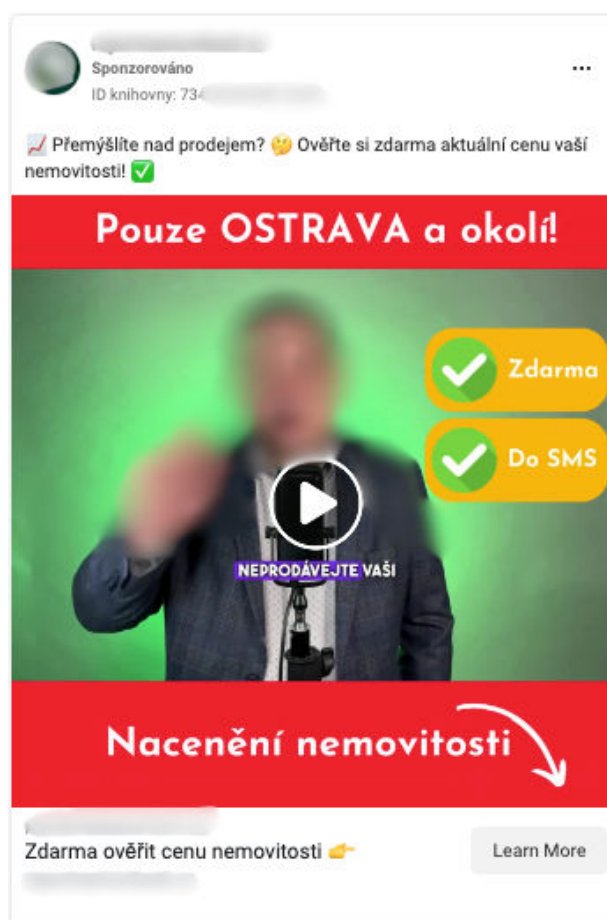 Sponzorováno
ID knihovny: 734
📈 Přemýšlíte nad prodejem? 🤔 Ověřte si zdarma aktuální cenu vaší
nemovitosti! ✅
Pouze OSTRAVA a okolí!
Zdarma
Do SMS
NEPRODÁVEJTE VAŠI
Nacenění nemovitosti
Zdarma ověřit cenu nemovitosti 👉
Learn More